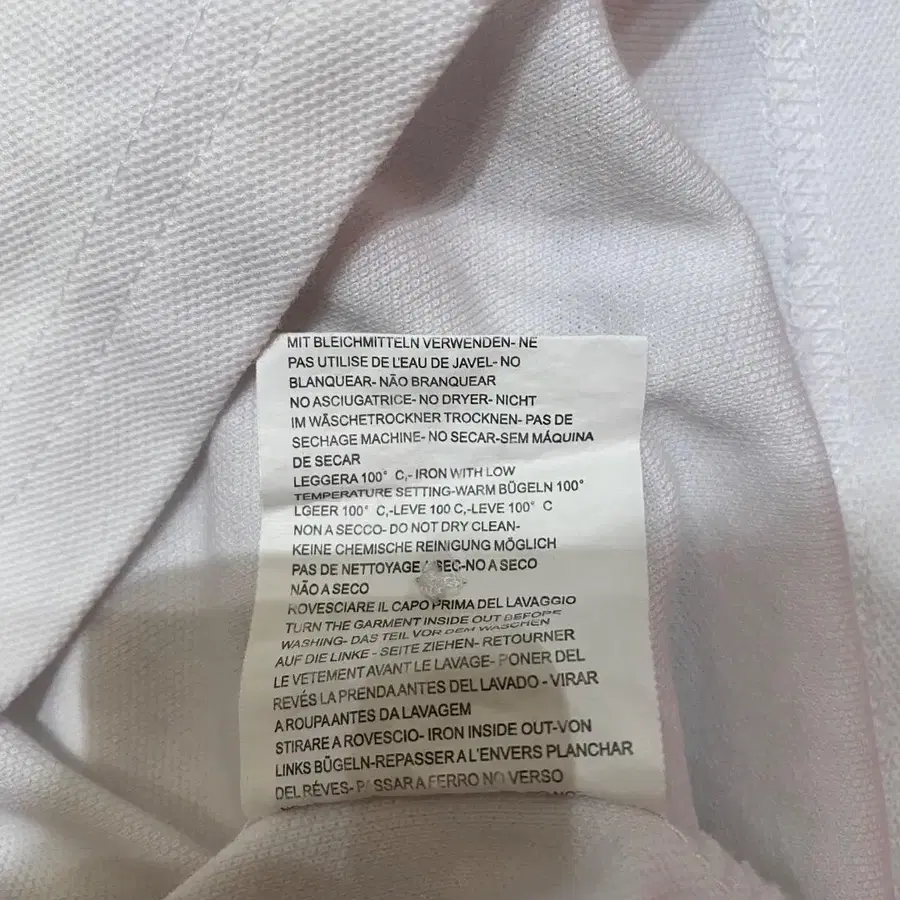 MIT BLEICHMITTELN VERWENDEN- NE
PAS UTILISE DE L'EAU DE JAVEL- NO
BLANQUEAR- NÃO BRANQUEAR
NO ASCIUGATRICE- NO DRYER- NICHT
IM WÄSCHETROCKNER TROCKNEN- PAS DE
SECHAGE MACHINE- NO SECAR-SEM MÁQUINA
DE SECAR
LEGGERA 100° C,- IRON WITH LOW
TEMPERATURE SETTING-WARM BŨGELN 100°
LGEER 100° C,-LEVE 100 C,-LEVE 100° C
NON A SECCO- DO NOT DRY CLEAN-
KEINE CHEMISCHE REINIGUNG MÖGLICH
PAS DE NETTOYAGE SEC-NO A SECO
NÃO A SECO
ROVESCIARE IL CAPO PRIMA DEL LAVAGGIO
TURN THE GARMENT INSIDE OUT BEFORE
WASHING- DAS TEIL VOR DEM WASCHEN
AUF DIE LINKE - SEITE ZIEHEN- RETOURNER
LE VETEMENT AVANT LE LAVAGE- PONER DEL
REVÉS LA PRENDA ANTES DEL LAVADO - VIRAR
A ROUPA ANTES DA LAVAGEM
STIRARE A ROVESCIO- IRON INSIDE OUT-VON
LINKS BŨGELN-REPASSER A L'ENVERS PLANCHAR
DEL RÉVES- PASSAR A FERRO NO VERSO